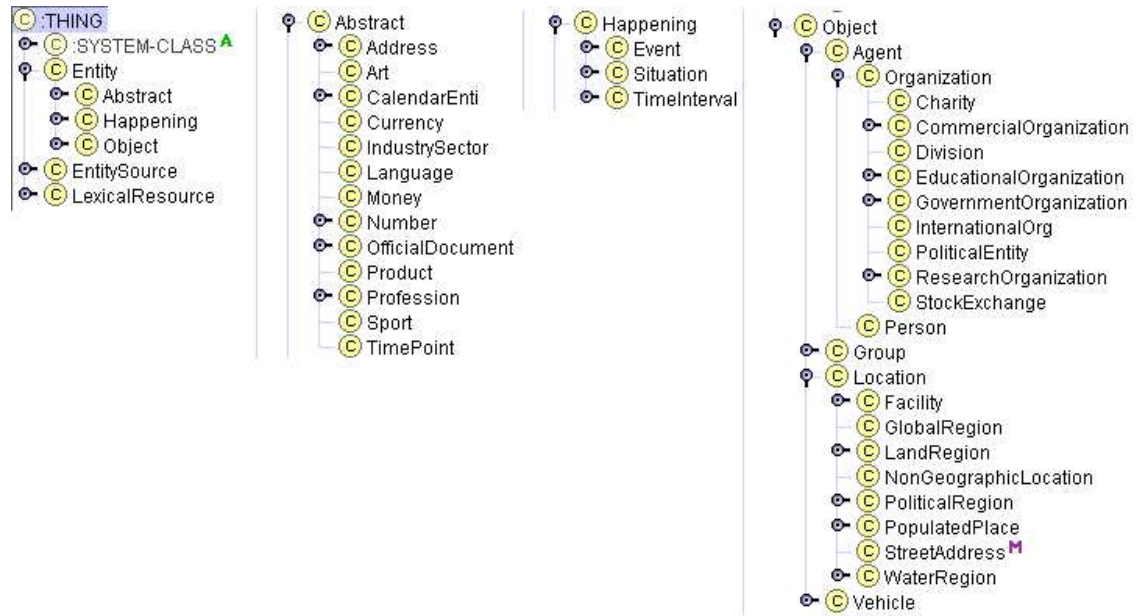 :THING
:SYSTEM-CLASS A
Entity
Abstract
Happening
Object
EntitySource
LexicalResource
Abstract
Address
Art
CalendarEnti
Currency
IndustrySector
Language
Money
Number
OfficialDocument
Product
Profession
Sport
TimePoint
Happening
Event
Situation
TimeInterval
Object
Agent
Organization
Charity
CommercialOrganization
Division
EducationalOrganization
GovernmentOrganization
InternationalOrg
PoliticalEntity
ResearchOrganization
StockExchange
Person
Group
Location
Facility
GlobalRegion
LandRegion
NonGeographicLocation
PoliticalRegion
PopulatedPlace
StreetAddress M
WaterRegion
Vehicle